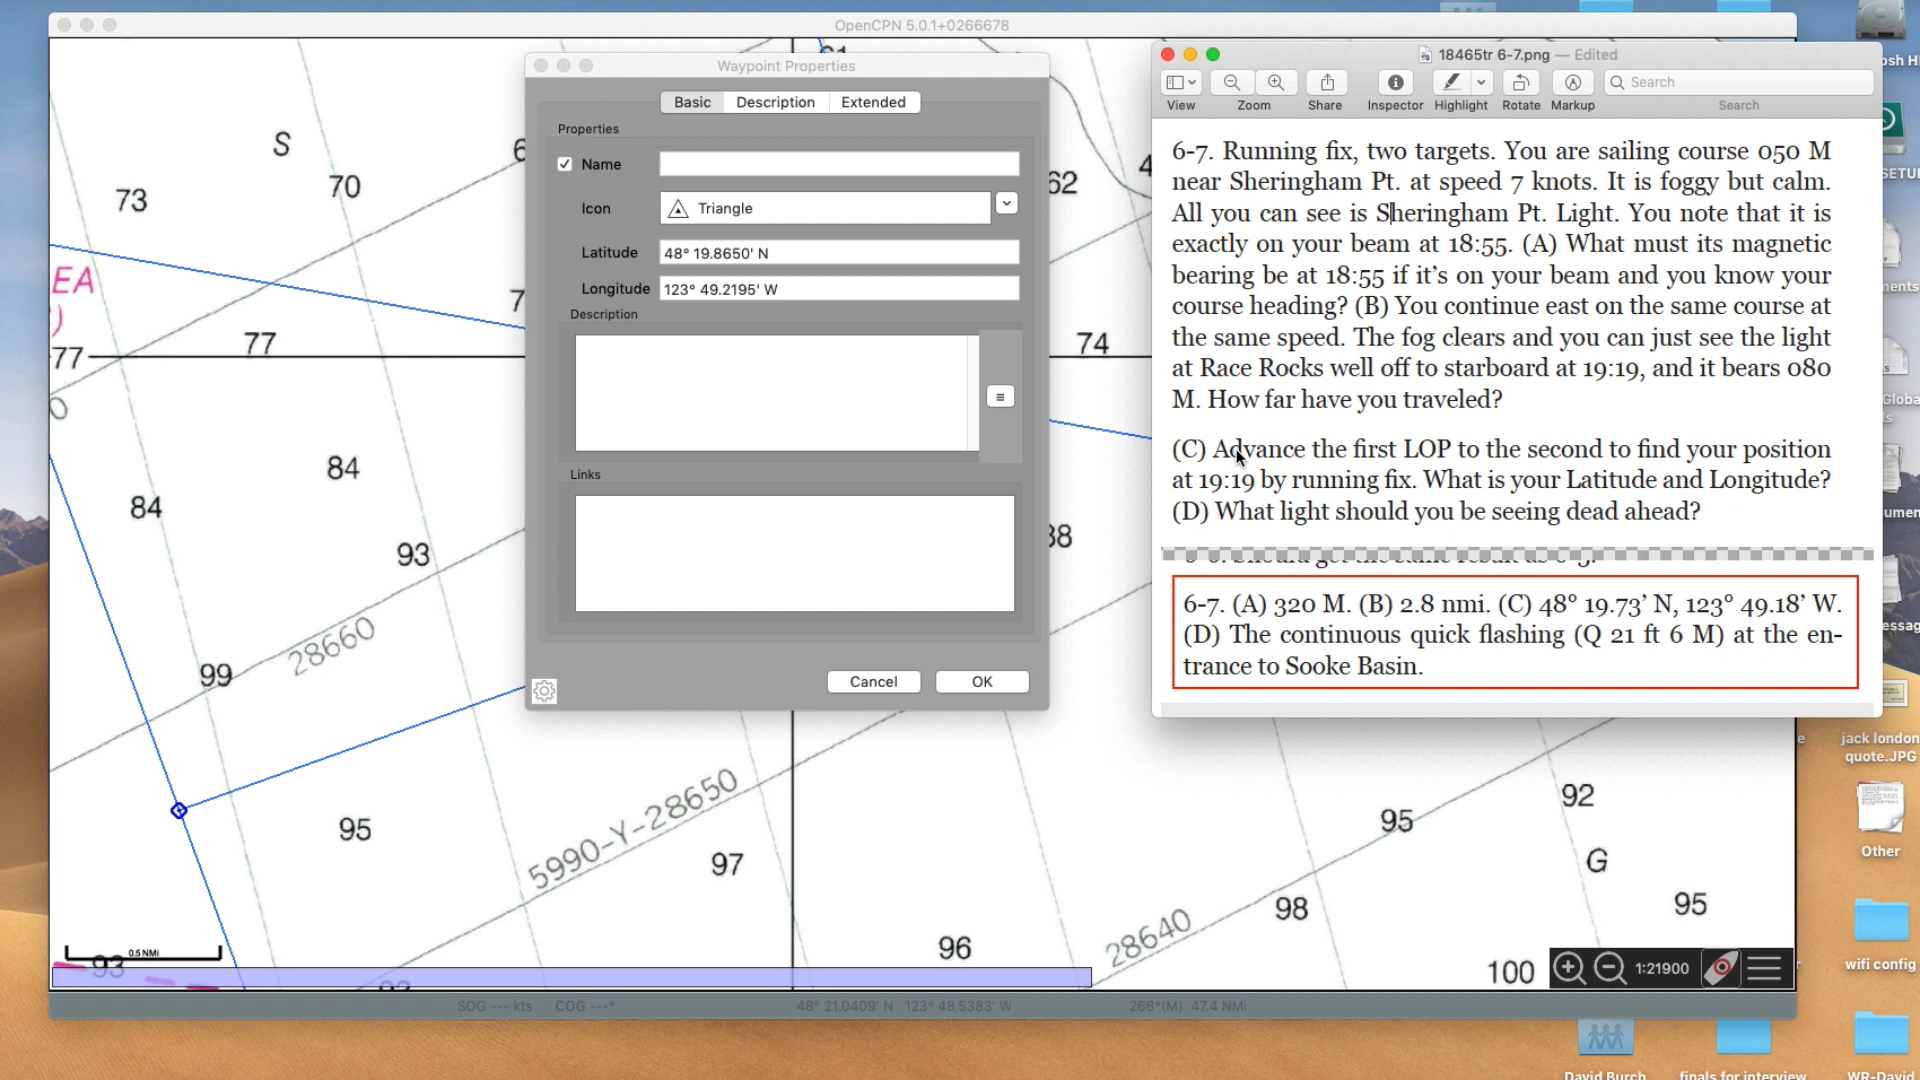 OpenCPN 5.0.1+0266678
Waypoint Properties
Basic
Description
Extended
Properties
Name
Icon
Triangle
Latitude
48° 19.8650' N
Longitude
123° 49.2195' W
Description
Links
Cancel
OK
18465tr 6-7.png — Edited
Search
View
Zoom
Share
Inspector
Highlight
Rotate
Markup
Search
6-7. Running fix, two targets. You are sailing course 050 M
near Sheringham Pt. at speed 7 knots. It is foggy but calm.
All you can see is Sheringham Pt. Light. You note that it is
exactly on your beam at 18:55. (A) What must its magnetic
bearing be at 18:55 if it's on your beam and you know your
course heading? (B) You continue east on the same course at
the same speed. The fog clears and you can just see the light
at Race Rocks well off to starboard at 19:19, and it bears 080
M. How far have you traveled?
(C) Advance the first LOP to the second to find your position
at 19:19 by running fix. What is your Latitude and Longitude?
(D) What light should you be seeing dead ahead?
6-7. (A) 320 M. (B) 2.8 nmi. (C) 48° 19.73' N, 123° 49.18' W.
(D) The continuous quick flashing (Q 21 ft 6 M) at the en-
trance to Sooke Basin.
S
73
70
62
EA
)
77
77
74
84
84
93
99
28660
95
5990-Y-28650
97
96
28640
98
95
92
G
95
100
93
0.5 NMi
1:21900
SOG --- kts
COG ---°
48° 21.0409' N 123° 48.5383' W
266°(M) 47.4 NMi
jack london
quote.JPG
Other
wifi config
David Burch
finals for interview
WR-David